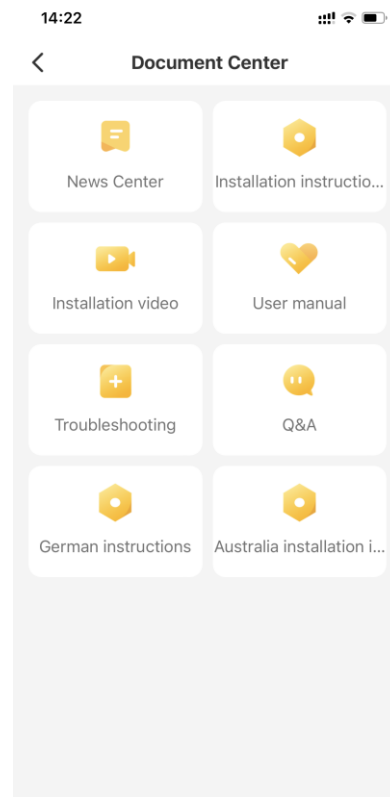 14:22
Document Center
News Center
Installation instructio...
Installation video
User manual
Troubleshooting
Q&A
German instructions
Australia installation i...